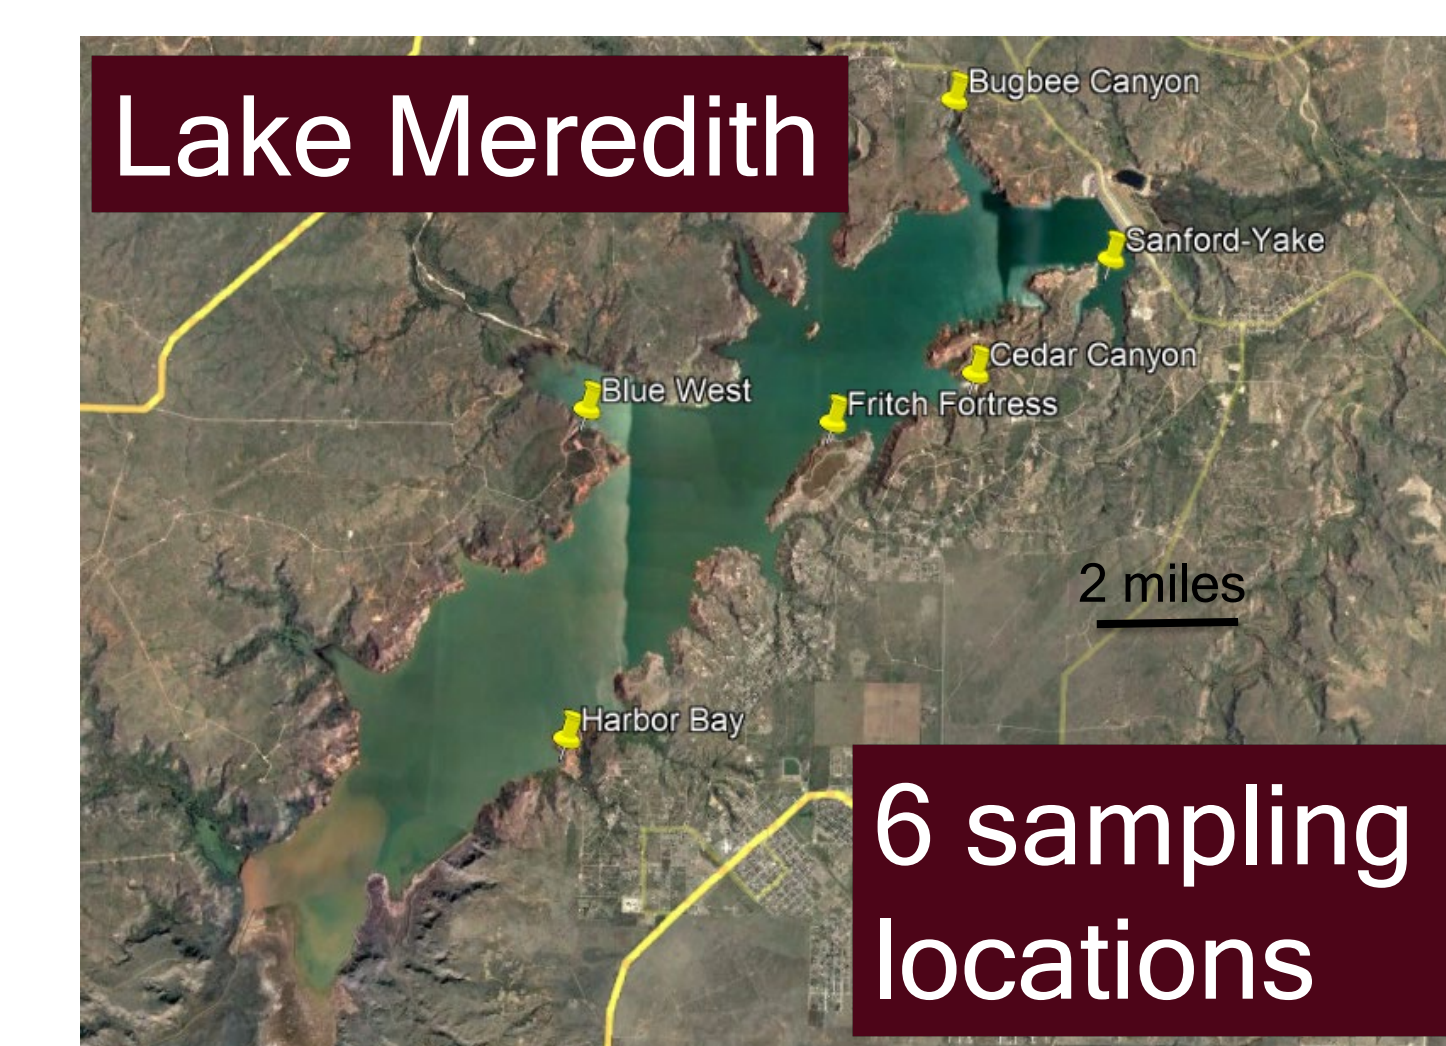 Lake Meredith
Bugbee Canyon
Sanford-Yake
Cedar Canyon
Blue West
Fritch Fortress
2 miles
Harbor Bay
6 sampling
locations